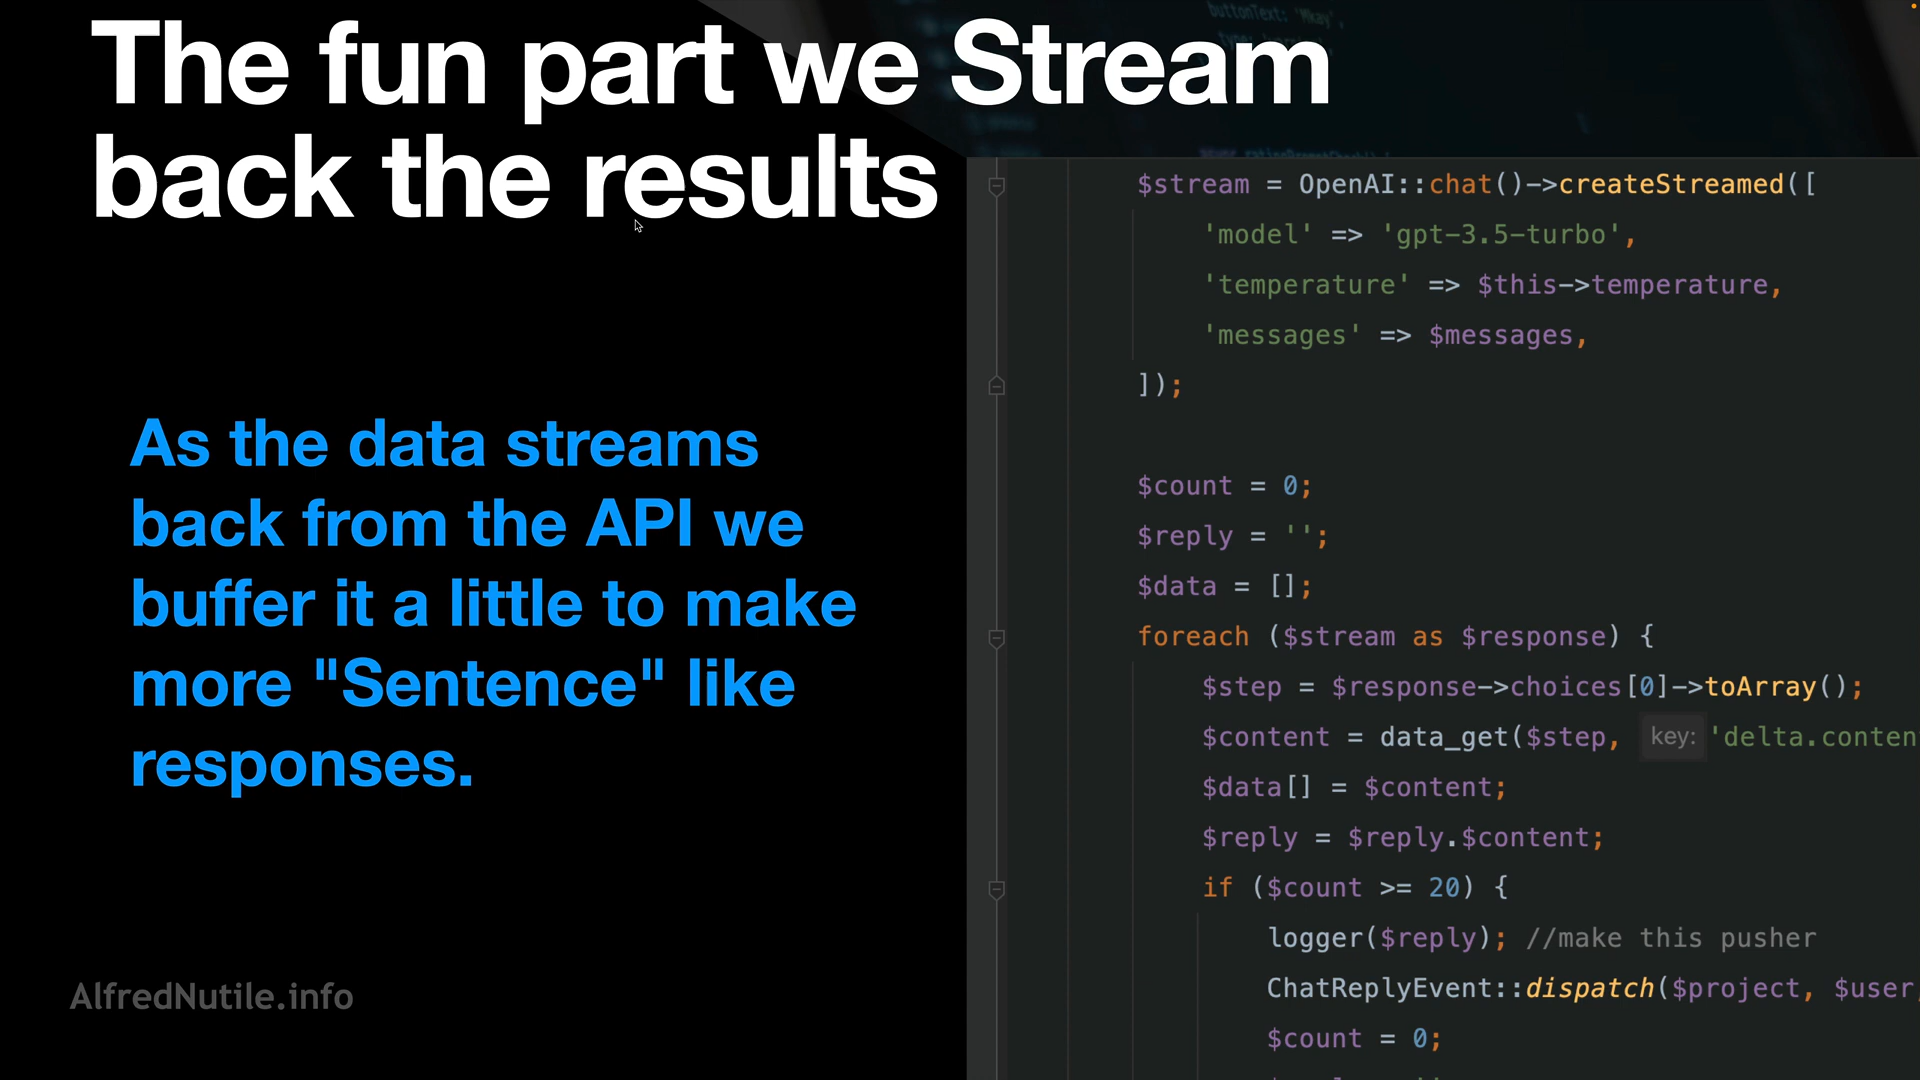 The fun part we Stream
back the results
As the data streams
back from the API we
buffer it a little to make
more "Sentence" like
responses.
AlfredNutile.info
buttonText: 'Mkay',
$stream = OpenAI::chat()->createStreamed([
'model' => 'gpt-3.5-turbo',
'temperature' => $this->temperature,
'messages' => $messages,
]);
$count = 0;
$reply = '';
$data = [];
foreach ($stream as $response) {
$step = $response->choices[0]->toArray();
$content = data_get($step, key: 'delta.conten
$data[] = $content;
$reply = $reply.$content;
if ($count >= 20) {
logger($reply); //make this pusher
ChatReplyEvent::dispatch($project, $user,
$count = 0;